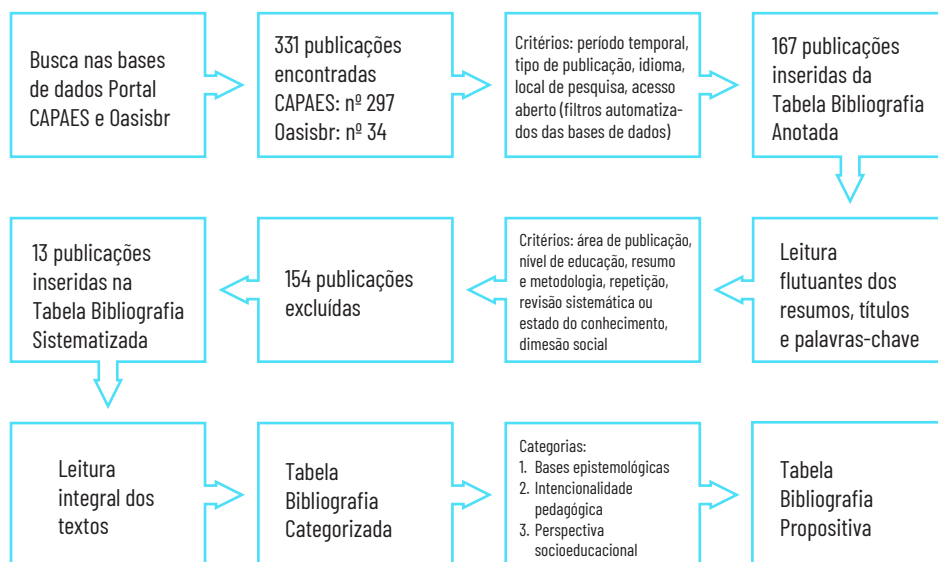 Busca nas bases
de dados Portal
CAPAES e Oasisbr
331 publicações
encontradas
CAPAES: nº 297
Oasisbr: nº 34
Critérios: período temporal,
tipo de publicação, idioma,
local de pesquisa, acesso
aberto (filtros automatiza-
dos das bases de dados)
167 publicações
inseridas da
Tabela Bibliografia
Anotada
Leitura
flutuantes dos
resumos, títulos
e palavras-chave
Critérios: área de publicação,
nível de educação, resumo
e metodologia, repetição,
revisão sistemática ou
estado do conhecimento,
dimesão social
154 publicações
excluídas
13 publicações
inseridas na
Tabela Bibliografia
Sistematizada
Leitura
integral dos
textos
Tabela
Bibliografia
Categorizada
Categorias:
1. Bases epistemológicas
2. Intencionalidade
pedagógica
3. Perspectiva
socioeducacional
Tabela
Bibliografia
Propositiva